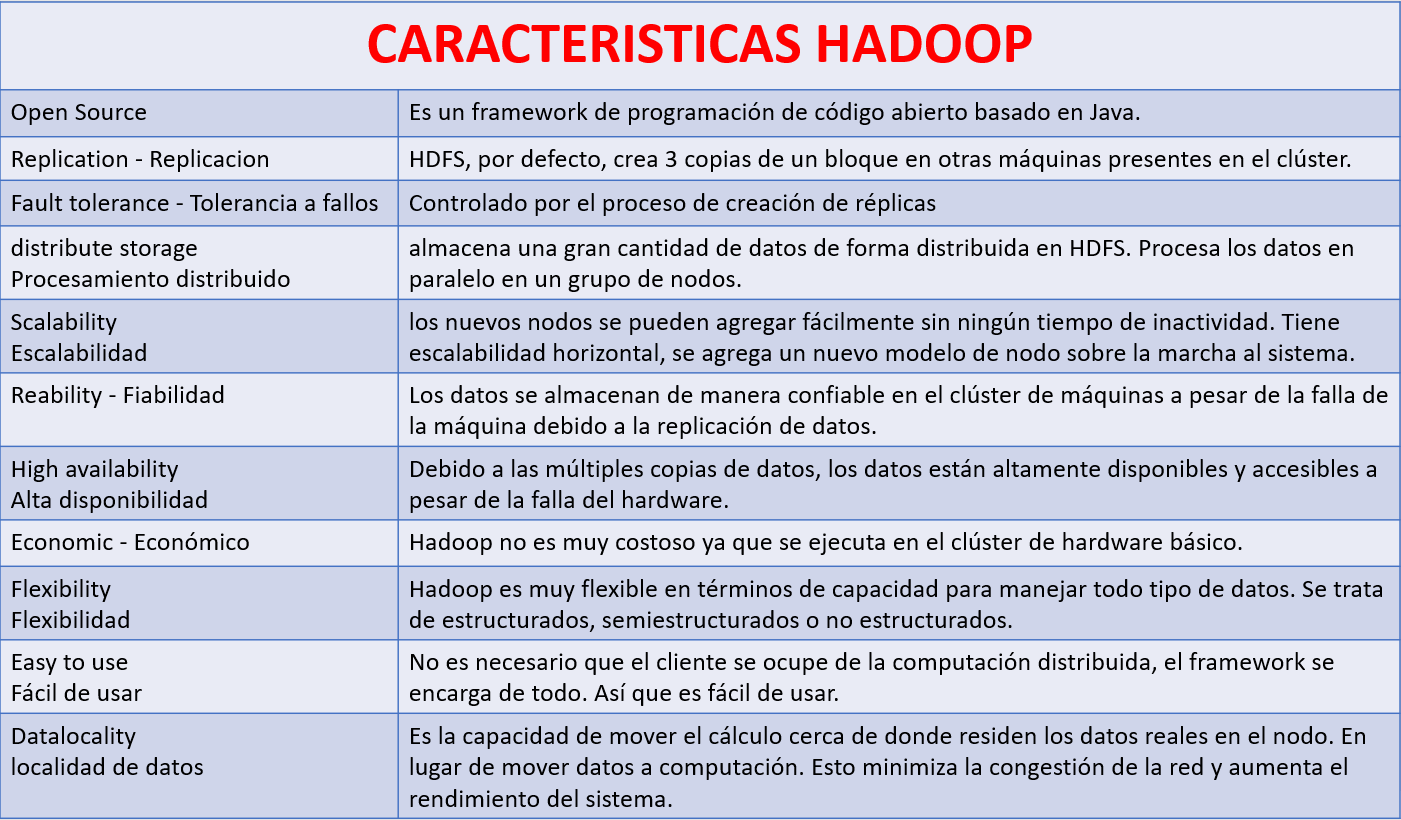 CARACTERISTICAS HADOOP
Open Source
Es un framework de programación de código abierto basado en Java.
Replication - Replicacion
HDFS, por defecto, crea 3 copias de un bloque en otras máquinas presentes en el clúster.
Fault tolerance - Tolerancia a fallos
Controlado por el proceso de creación de réplicas
distribute storage
Procesamiento distribuido
almacena una gran cantidad de datos de forma distribuida en HDFS. Procesa los datos en
paralelo en un grupo de nodos.
Scalability
Escalabilidad
los nuevos nodos se pueden agregar fácilmente sin ningún tiempo de inactividad. Tiene
escalabilidad horizontal, se agrega un nuevo modelo de nodo sobre la marcha al sistema.
Reability - Fiabilidad
Los datos se almacenan de manera confiable en el clúster de máquinas a pesar de la falla de
la máquina debido a la replicación de datos.
High availability
Alta disponibilidad
Debido a las múltiples copias de datos, los datos están altamente disponibles y accesibles a
pesar de la falla del hardware.
Economic - Económico
Hadoop no es muy costoso ya que se ejecuta en el clúster de hardware básico.
Flexibility
Flexibilidad
Hadoop es muy flexible en términos de capacidad para manejar todo tipo de datos. Se trata
de estructurados, semiestructurados o no estructurados.
Easy to use
Fácil de usar
No es necesario que el cliente se ocupe de la computación distribuida, el framework se
encarga de todo. Así que es fácil de usar.
Datalocality
localidad de datos
Es la capacidad de mover el cálculo cerca de donde residen los datos reales en el nodo. En
lugar de mover datos a computación. Esto minimiza la congestión de la red y aumenta el
rendimiento del sistema.